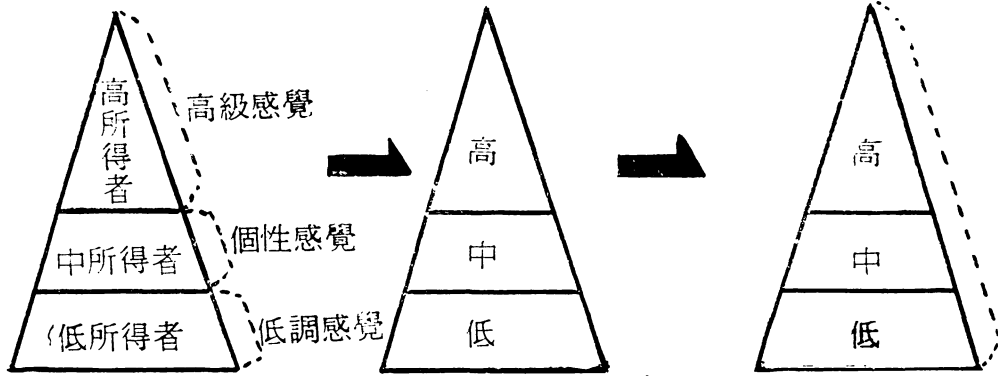 高所得者
高級感覺
中所得者
個性感覺
低所得者
低調感覺
高
中
低
高
中
低